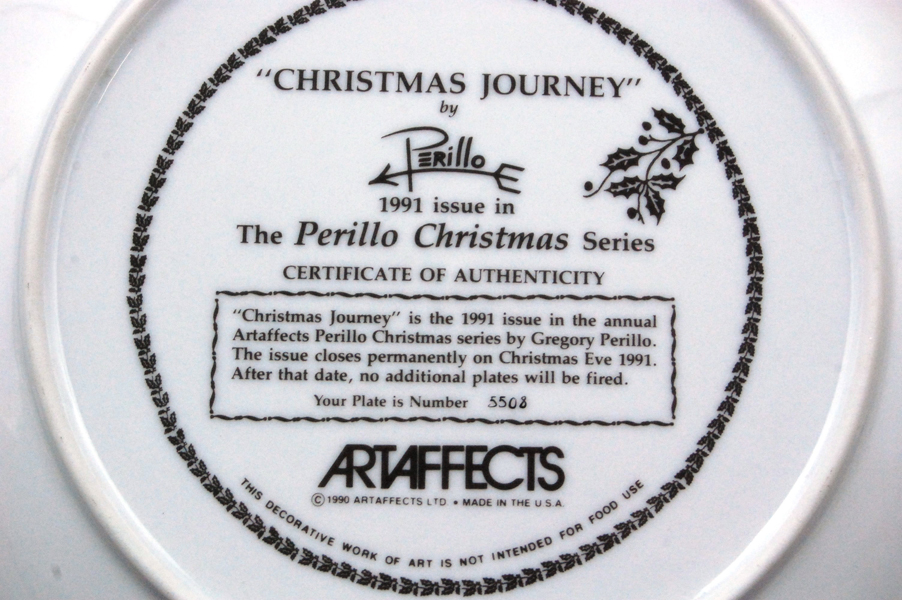 "CHRISTMAS JOURNEY"
by
PERillo
1991 issue in
The Perillo Christmas Series
CERTIFICATE OF AUTHENTICITY
"Christmas Journey" is the 1991 issue in the annual
Artaffects Perillo Christmas series by Gregory Perillo.
The issue closes permanently on Christmas Eve 1991.
After that date, no additional plates will be fired.
Your Plate is Number 5508
ARTAFFECTS
© 1990 ARTAFFECTS LTD. • MADE IN THE U.S.A.
THIS DECORATIVE WORK OF ART IS NOT INTENDED FOR FOOD USE